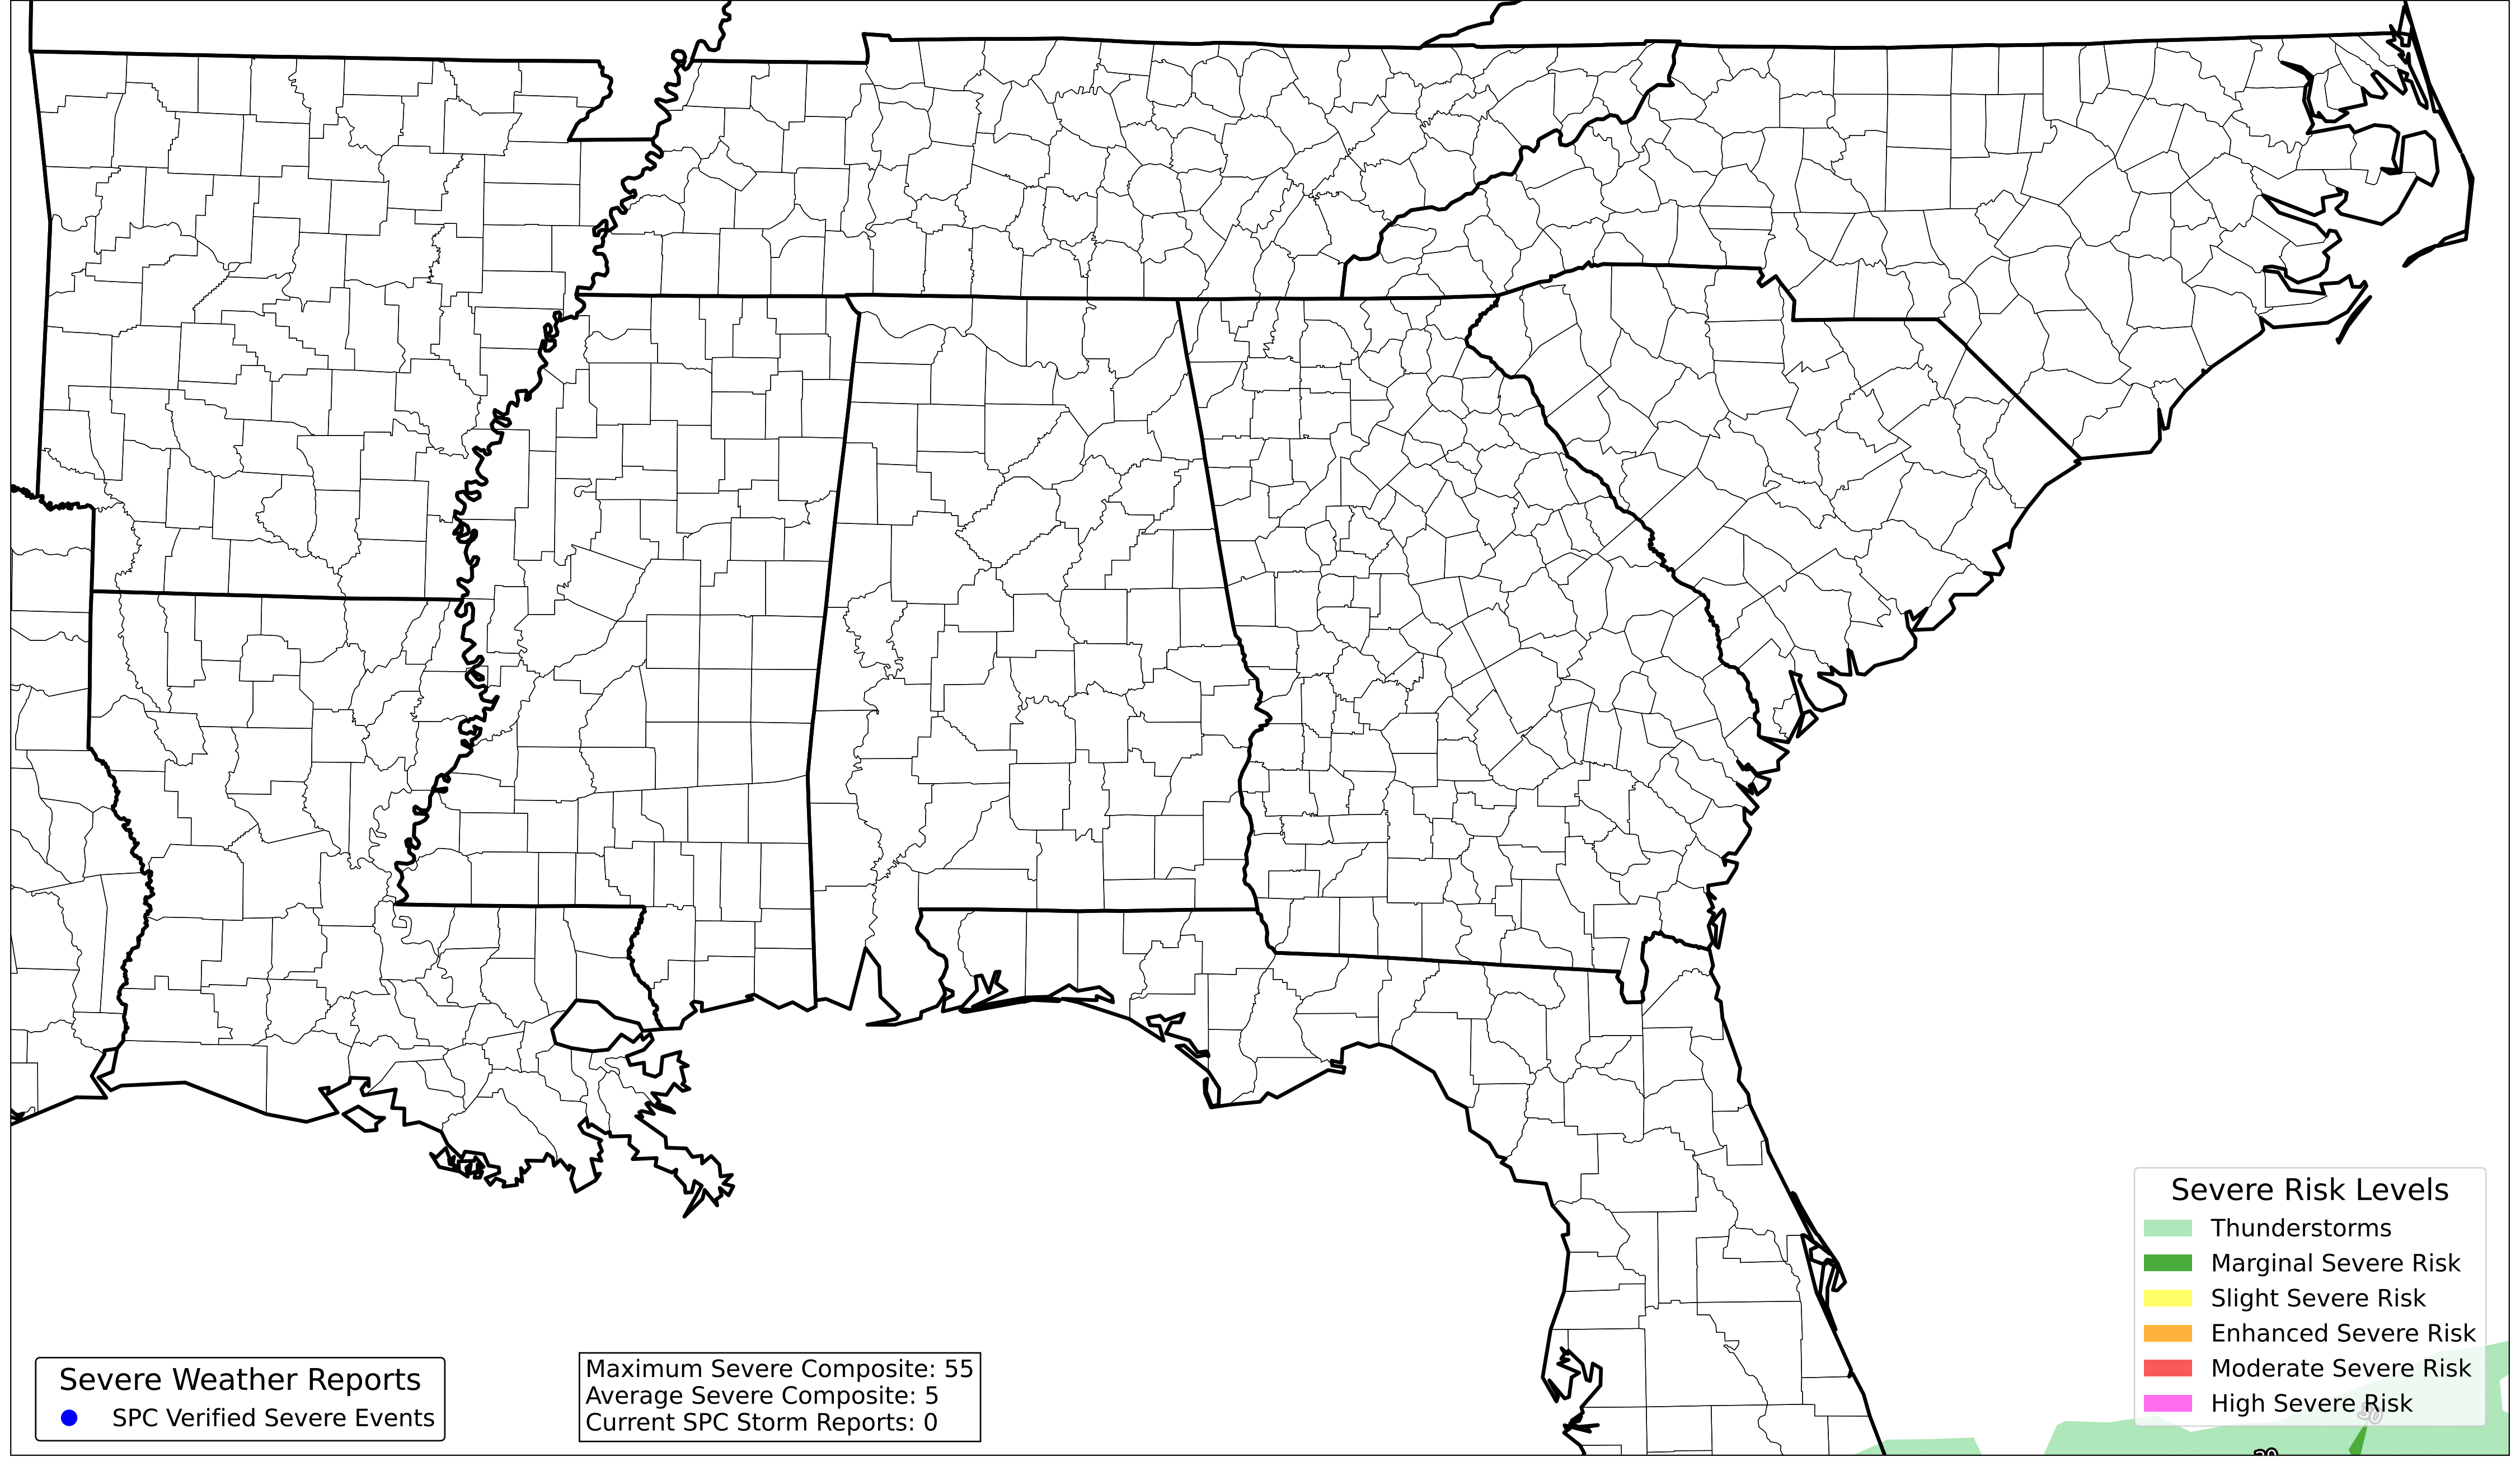 Severe Risk Levels
Thunderstorms
Marginal Severe Risk
Slight Severe Risk
Enhanced Severe Risk
Moderate Severe Risk
High Severe Risk
Severe Weather Reports
SPC Verified Severe Events
Maximum Severe Composite: 55
Average Severe Composite: 5
Current SPC Storm Reports: 0